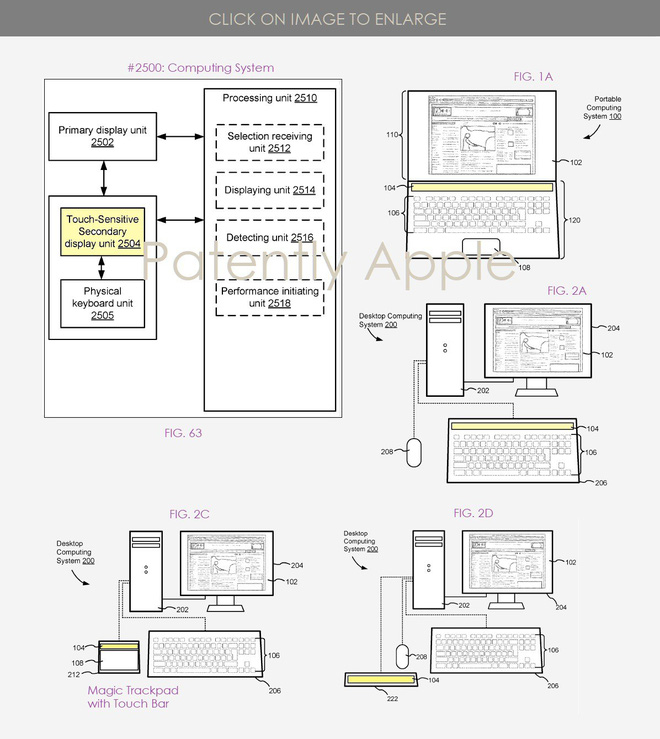 CLICK ON IMAGE TO ENLARGE
#2500: Computing System
Processing unit 2510
Primary display unit
2502
Selection receiving
unit 2512
Displaying unit 2514
Touch-Sensitive
Secondary
display unit 2504
Detecting unit 2516
Physical
keyboard unit
2505
Performance initiating
unit 2518
FIG. 63
Patently Apple
FIG. 1A
Portable
Computing
System 100
110
102
104
106
120
108
FIG. 2A
Desktop Computing
System 200
204
102
202
104
208
106
206
FIG. 2C
Desktop
Computing
System 200
204
102
202
104
108
212
106
206
Magic Trackpad
with Touch Bar
FIG. 2D
Desktop
Computing
System 200
102
204
202
208
106
104
206
222